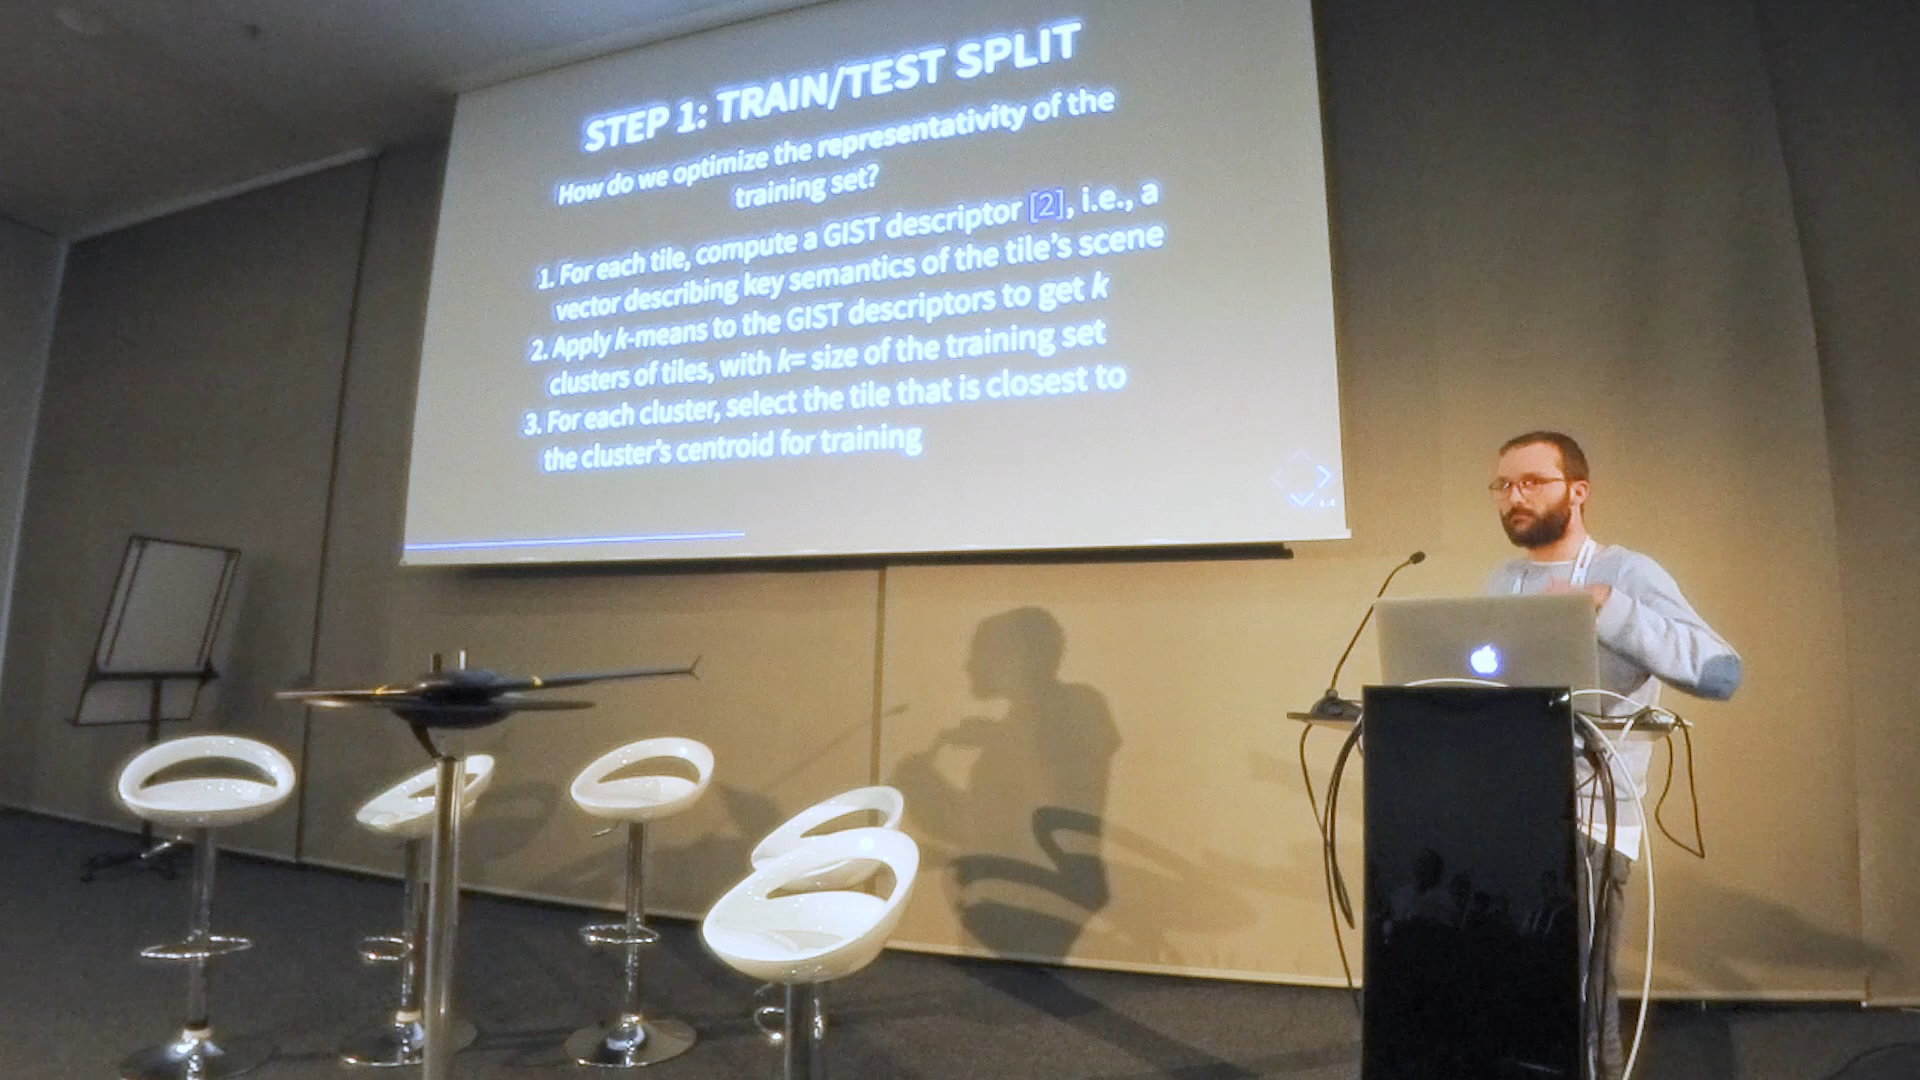 STEP 1: TRAIN/TEST SPLIT
How do we optimize the representativity of the
training set?
1. For each tile, compute a GIST descriptor [2], i.e., a
vector describing key semantics of the tile's scene
2. Apply k-means to the GIST descriptors to get k
clusters of tiles, with k= size of the training set
3. For each cluster, select the tile that is closest to
the cluster's centroid for training